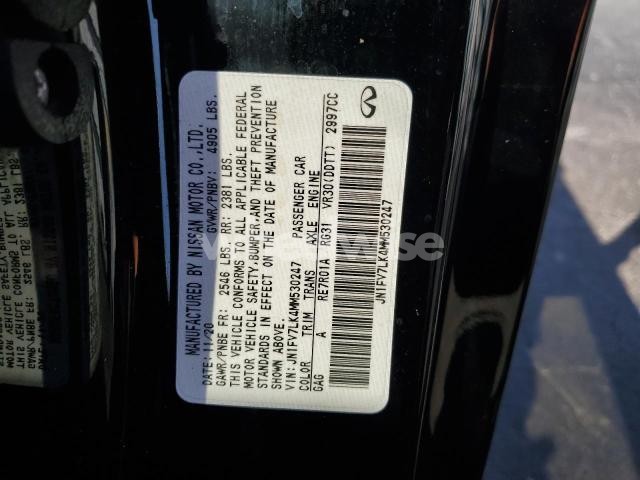 MANUFACTURED BY NISSAN MOTOR CO.,LTD.
DATE: 11/20 GVWR/PNBV: 4905 LBS.
GAWR/PNBE FR: 2546 LBS. RR: 2381 LBS.
THIS VEHICLE CONFORMS TO ALL APPLICABLE FEDERAL
MOTOR VEHICLE SAFETY,BUMPER,AND THEFT PREVENTION
STANDARDS IN EFFECT ON THE DATE OF MANUFACTURE
SHOWN ABOVE.
VIN: JN1FV7LK4MM530247 PASSENGER CAR
COLOR TRIM TRANS AXLE ENGINE
GAG A RE7R01A RG31 VR30(DDTT) 2997CC
JN1FV7LK4MM530247